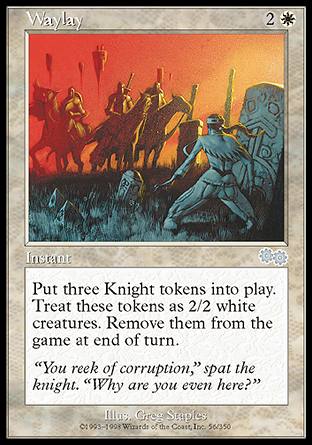 Waylay 2
Instant
Put three Knight tokens into play.
Treat these tokens as 2/2 white
creatures. Remove them from the
game at end of turn.
“You reek of corruption,” spat the
knight. “Why are you even here?”
Illus. Greg Staples
©1993–1998 Wizards of the Coast, Inc. 56/350